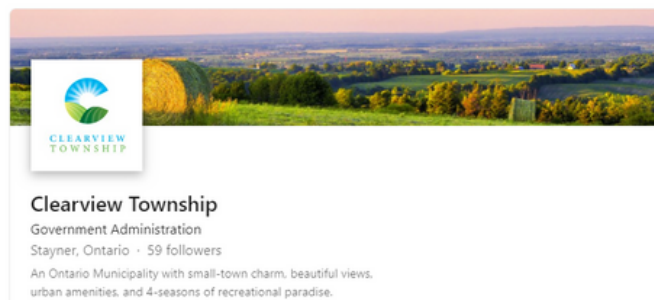 CLEARVIEW
TOWNSHIP
Clearview Township
Government Administration
Stayner, Ontario · 59 followers
An Ontario Municipality with small-town charm, beautiful views,
urban amenities, and 4-seasons of recreational paradise.